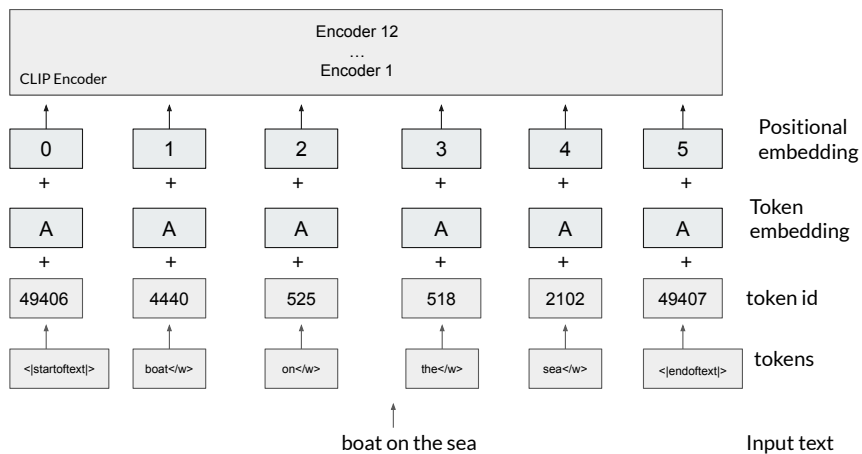 Encoder 12
...
Encoder 1
CLIP Encoder
0 1 2 3 4 5 Positional embedding
+ + + + + +
A A A A A A Token embedding
+ + + + + +
49406 4440 525 518 2102 49407 token id
<|startoftext|> boat</w> on</w> the</w> sea</w> <|endoftext|> tokens
boat on the sea Input text